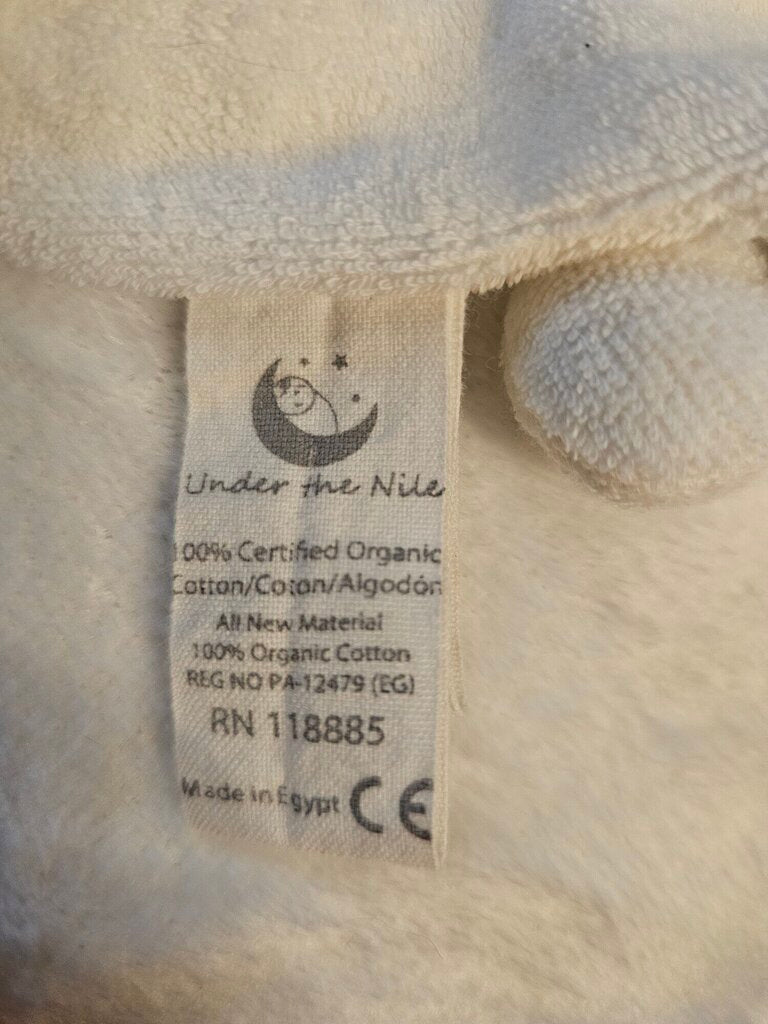 Under the Nile
100% Certified Organic
Cotton/Coton/Algodón
All New Material
100% Organic Cotton
REG NO PA-12479 (EG)
RN 118885
Made in Egypt CE